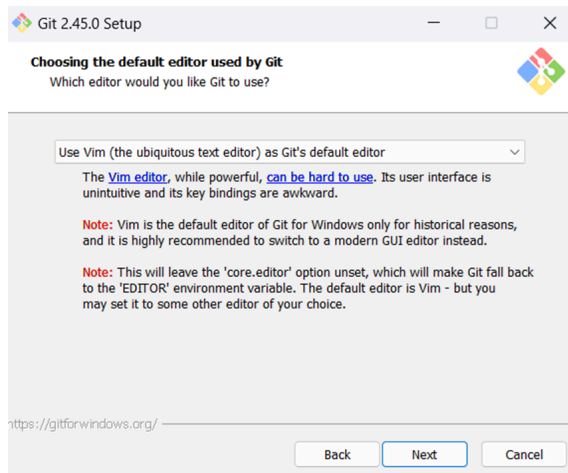 Git 2.45.0 Setup
Choosing the default editor used by Git
Which editor would you like Git to use?
Use Vim (the ubiquitous text editor) as Git's default editor
The Vim editor, while powerful, can be hard to use. Its user interface is
unintuitive and its key bindings are awkward.
Note: Vim is the default editor of Git for Windows only for historical reasons,
and it is highly recommended to switch to a modern GUI editor instead.
Note: This will leave the 'core.editor' option unset, which will make Git fall back
to the 'EDITOR' environment variable. The default editor is Vim - but you
may set it to some other editor of your choice.
https://gitforwindows.org/
Back
Next
Cancel